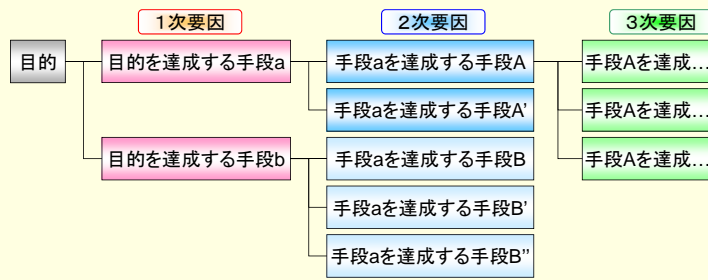 1次要因
2次要因
3次要因
目的
目的を達成する手段a
手段aを達成する手段A
手段Aを達成…
手段aを達成する手段A’
手段Aを達成…
目的を達成する手段b
手段aを達成する手段B
手段Aを達成…
手段aを達成する手段B’
手段aを達成する手段B’’